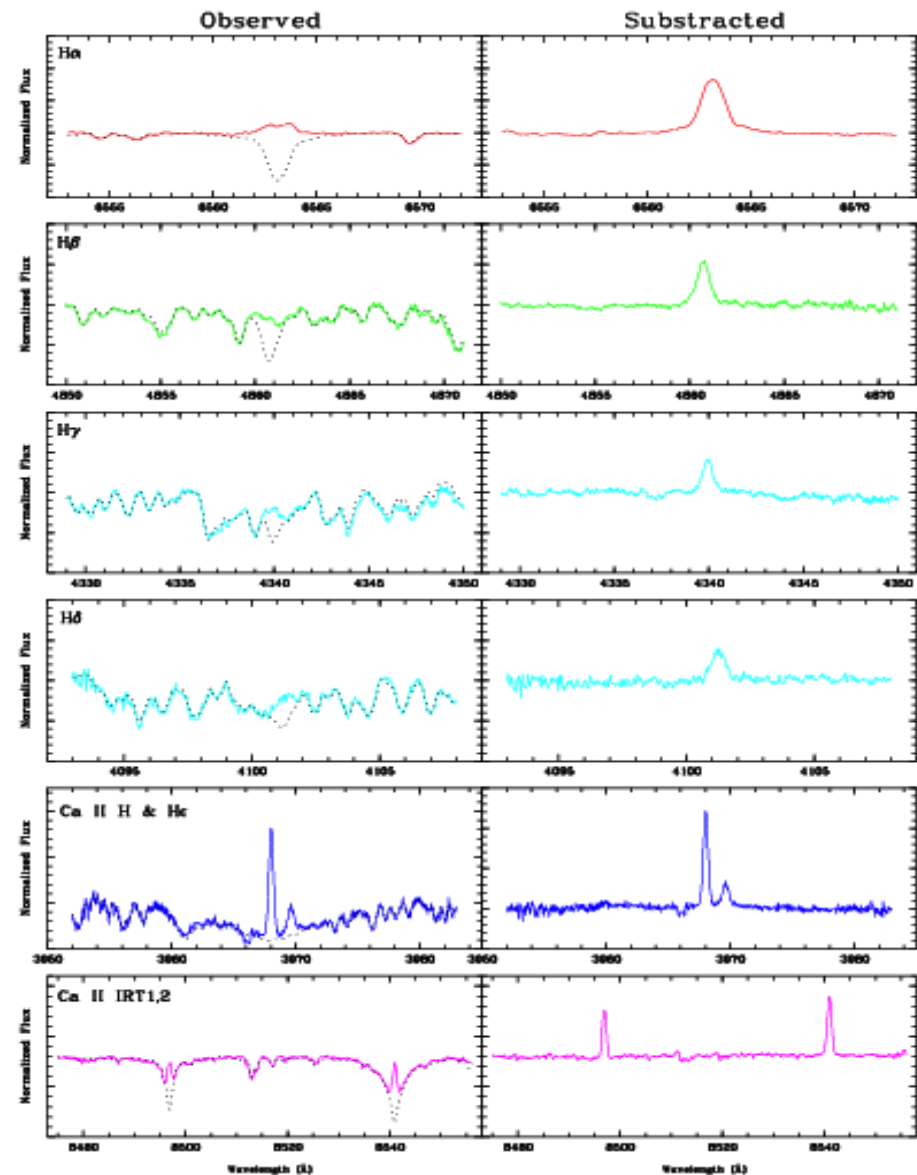 Observed Substracted
Hα
Normalized Flux
6555 6560 6565 6570 6555 6560 6565 6570
Hβ
Normalized Flux
4850 4855 4860 4865 4870 4850 4855 4860 4865 4870
Hγ
Normalized Flux
4330 4335 4340 4345 4350 4330 4335 4340 4345 4350
Hδ
Normalized Flux
4095 4100 4105 4095 4100 4105
Ca II H & Hε
Normalized Flux
3950 3960 3970 3980 3950 3960 3970 3980
Ca II IRT1,2
Normalized Flux
8480 8500 8520 8540 8480 8500 8520 8540
Wavelength [Å] Wavelength [Å]